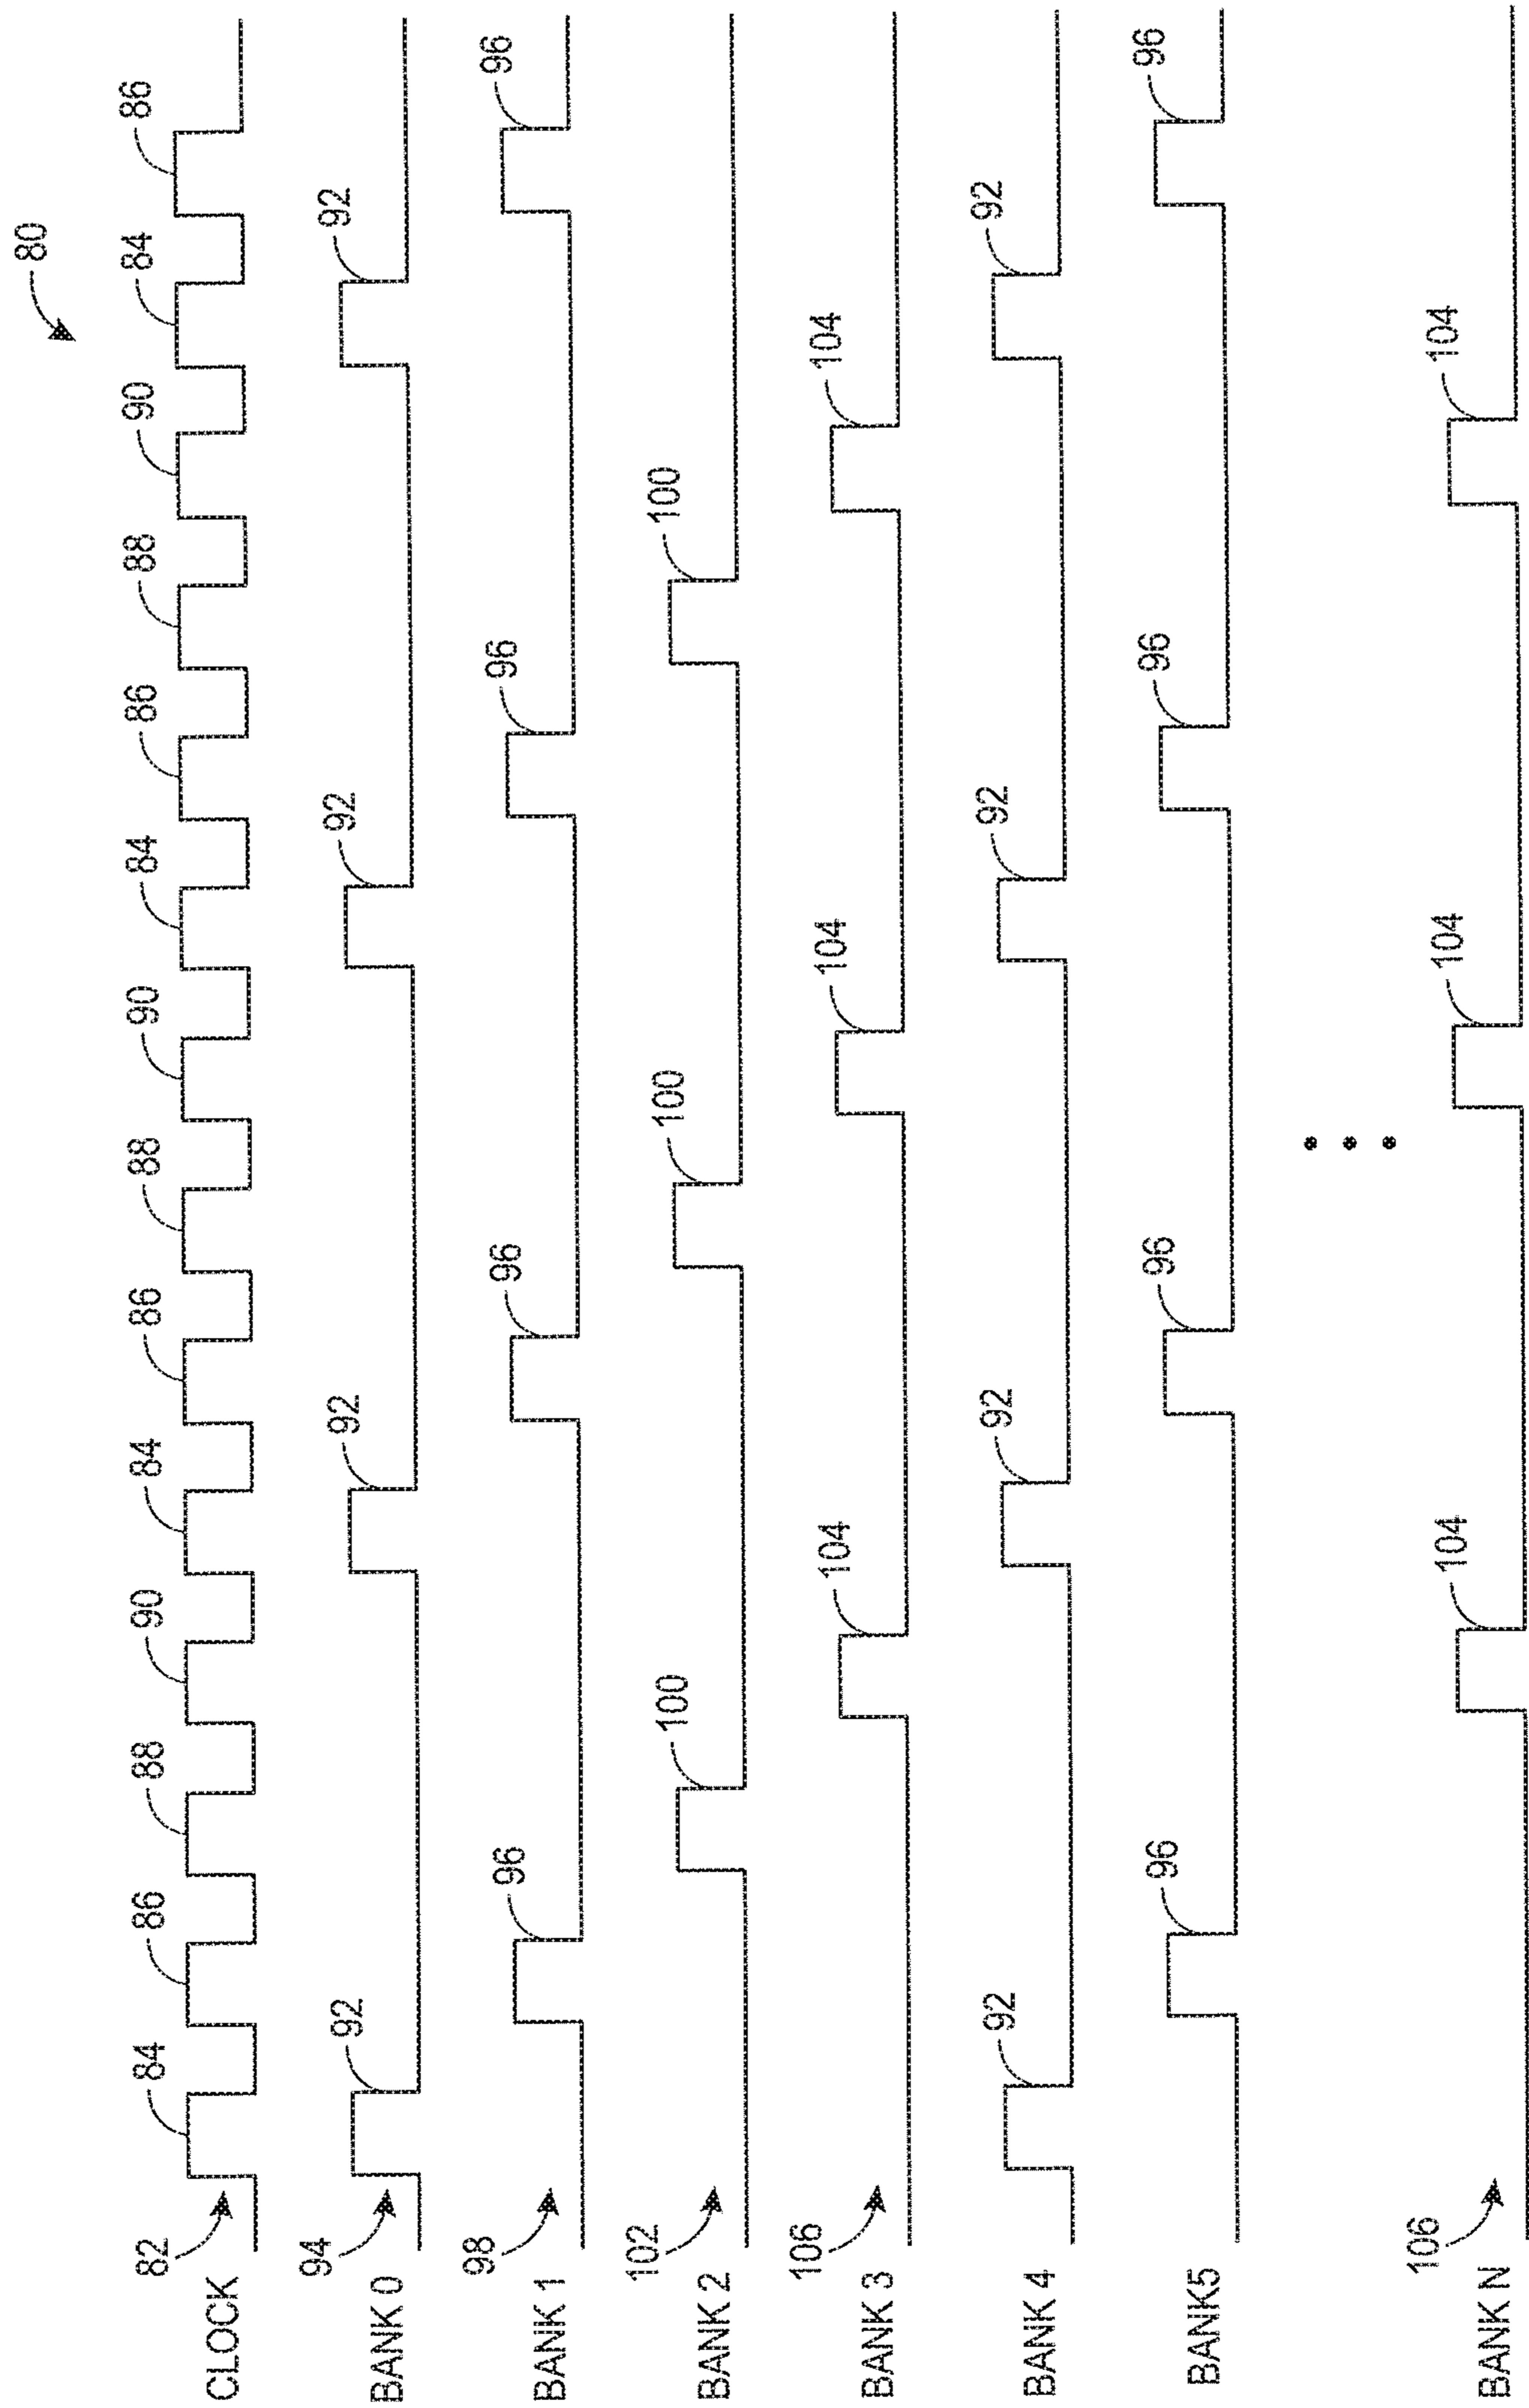 80
CLOCK 82 84 86 88 90 84 86 88 90 84 86 88 90 84 86
BANK 0 94 92 92 92 92
BANK 1 98 96 96 96 96
BANK 2 102 100 100 100
BANK 3 106 104 104 104
BANK 4 92 92 92 92
BANK5 96 96 96 96
BANK N 106 104 104 104